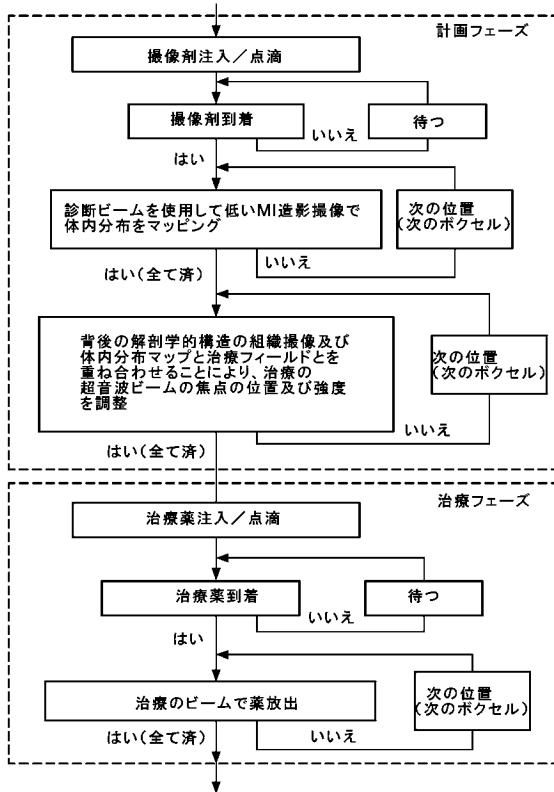 計画フェーズ
撮像剤注入／点滴
撮像剤到着
いいえ
待つ
はい
診断ビームを使用して低いMI造影撮像で
体内分布をマッピング
次の位置
(次のボクセル)
はい(全て済)
いいえ
背後の解剖学的構造の組織撮像及び
体内分布マップと治療フィールドとを
重ね合わせることにより、治療の
超音波ビームの焦点の位置及び強度
を調整
次の位置
(次のボクセル)
いいえ
はい(全て済)
治療フェーズ
治療薬注入／点滴
治療薬到着
いいえ
待つ
はい
治療のビームで薬放出
次の位置
(次のボクセル)
はい(全て済)
いいえ